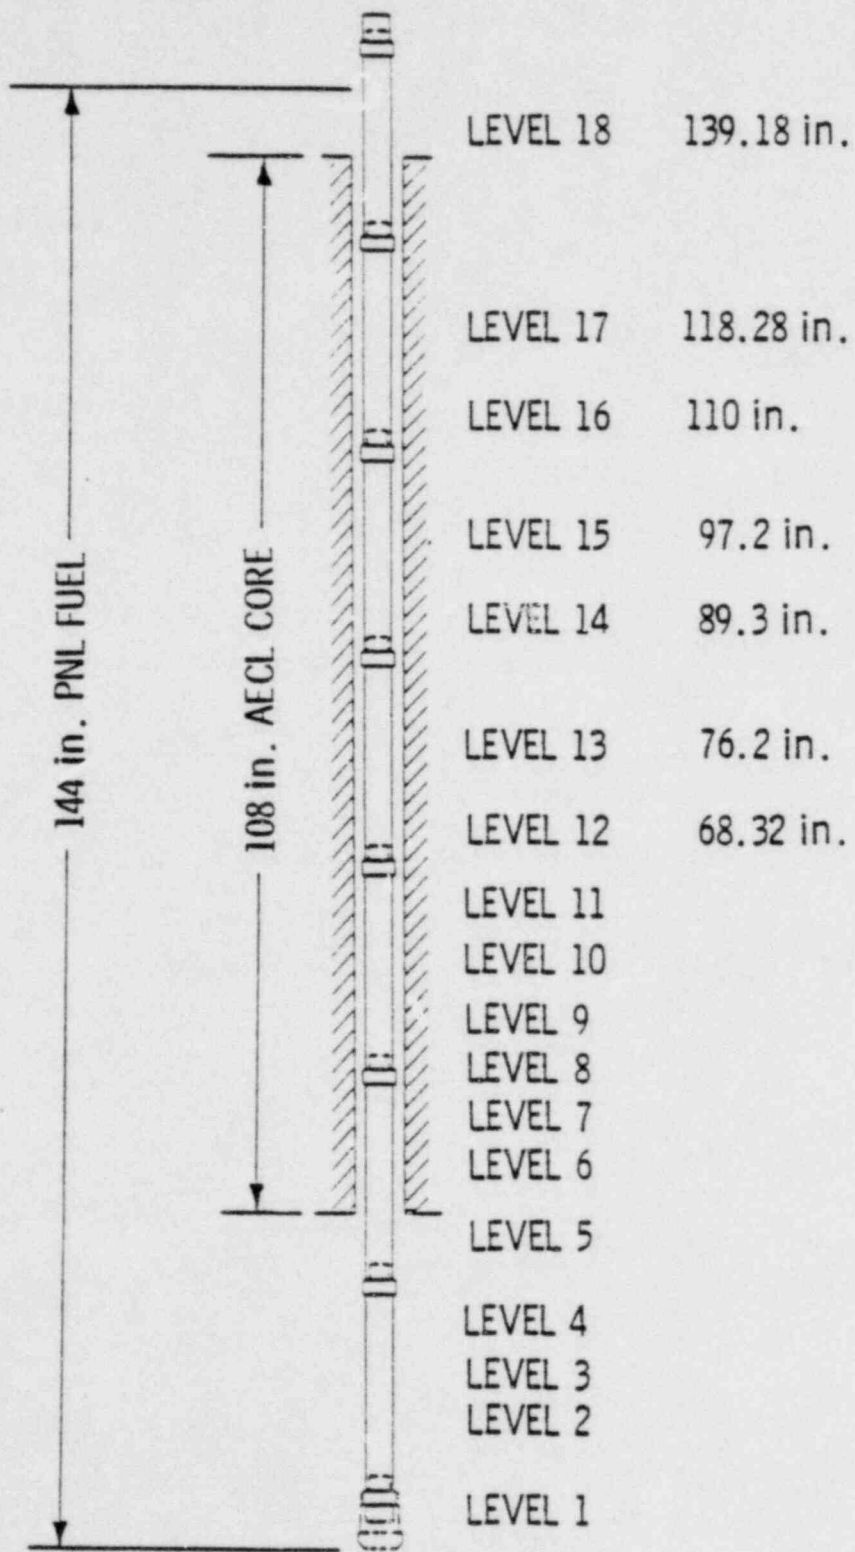 LEVEL 18 139.18 in.
LEVEL 17 118.28 in.
LEVEL 16 110 in.
LEVEL 15 97.2 in.
LEVEL 14 89.3 in.
LEVEL 13 76.2 in.
LEVEL 12 68.32 in.
LEVEL 11
LEVEL 10
LEVEL 9
LEVEL 8
LEVEL 7
LEVEL 6
LEVEL 5
LEVEL 4
LEVEL 3
LEVEL 2
LEVEL 1
144 in. PNL FUEL
108 in. AECL CORE